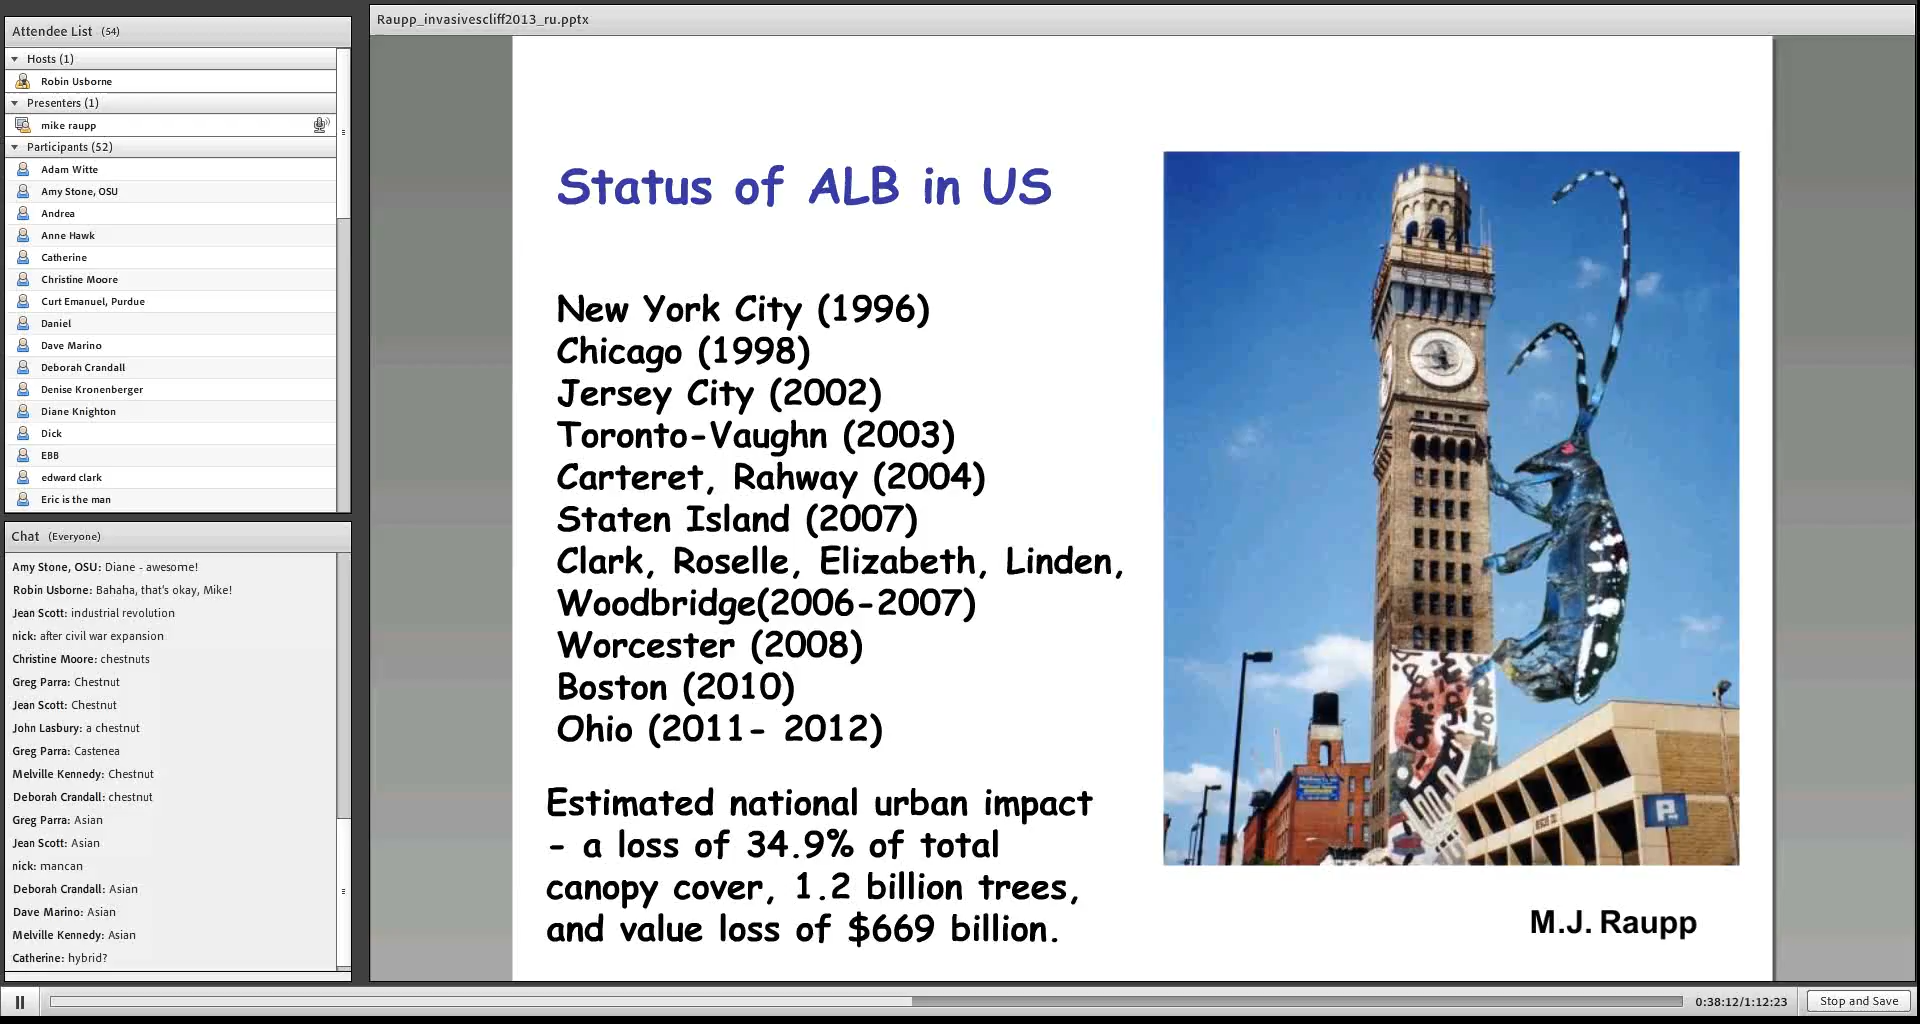 Attendee List (54)
Hosts (1)
Robin Usborne
Presenters (1)
mike raupp
Participants (52)
Adam Witte
Amy Stone, OSU
Andrea
Anne Hawk
Catherine
Christine Moore
Curt Emanuel, Purdue
Daniel
Dave Marino
Deborah Crandall
Denise Kronenberger
Diane Knighton
Dick
EBB
edward clark
Eric is the man
Chat (Everyone)
Amy Stone, OSU: Diane - awesome!
Robin Usborne: Bahaha, that's okay, Mike!
Jean Scott: industrial revolution
nick: after civil war expansion
Christine Moore: chestnuts
Greg Parra: Chestnut
Jean Scott: Chestnut
John Lasbury: a chestnut
Greg Parra: Castenea
Melville Kennedy: Chestnut
Deborah Crandall: chestnut
Greg Parra: Asian
Jean Scott: Asian
nick: mancan
Deborah Crandall: Asian
Dave Marino: Asian
Melville Kennedy: Asian
Catherine: hybrid?
Raupp_invasivescliff2013_ru.pptx
Status of ALB in US
New York City (1996)
Chicago (1998)
Jersey City (2002)
Toronto-Vaughn (2003)
Carteret, Rahway (2004)
Staten Island (2007)
Clark, Roselle, Elizabeth, Linden,
Woodbridge(2006-2007)
Worcester (2008)
Boston (2010)
Ohio (2011- 2012)
Estimated national urban impact
- a loss of 34.9% of total
canopy cover, 1.2 billion trees,
and value loss of $669 billion.
P
M.J. Raupp
0:38:12/1:12:23
Stop and Save